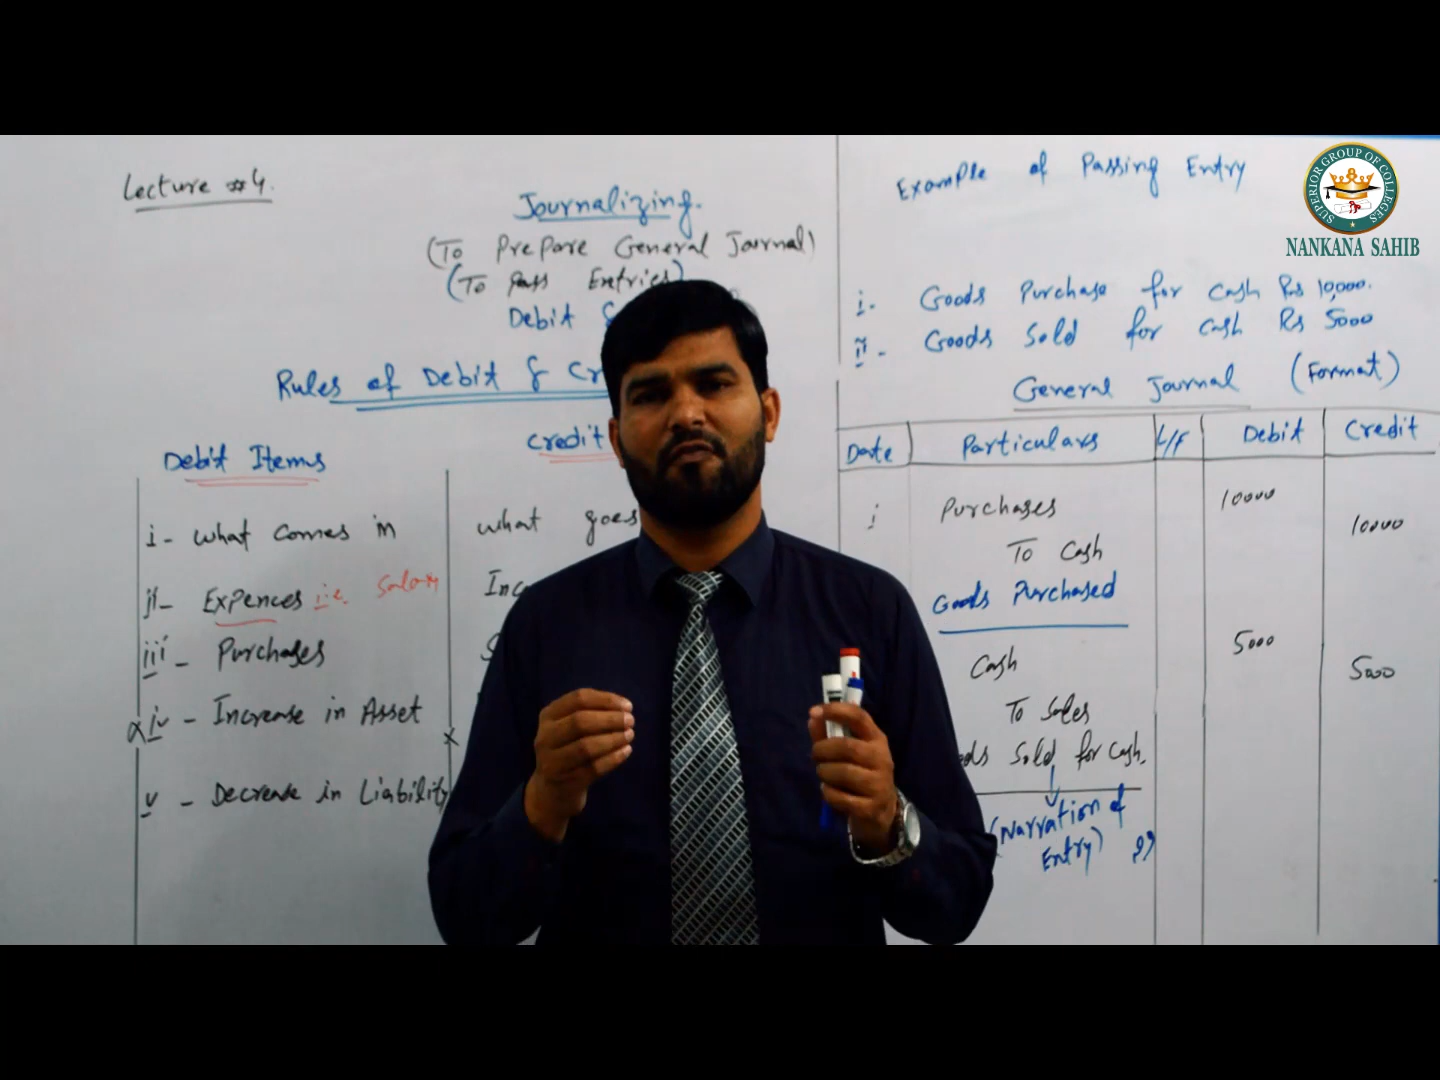 Lecture #4.
Journalizing.
(To Prepare General Journal)
(To Pass Entries)
Debit &
Rules of Debit & Cr
Debit Items
i- what comes in
ii- Expences i.e. Salary
iii- Purchases
iv - Increase in Asset
v - Decrease in Liability
Credit
what goes
Inc
Example of Passing Entry
i- Goods Purchase for Cash Rs 10,000.
ii- Goods Sold for Cash Rs 5000
General Journal (Format)
Date Particulars L/F Debit Credit
i Purchases 10000
To Cash 10000
Goods Purchased
Cash 5000
To Sales 5000
ods Sold for Cash.
(Narration of
Entry)
SUPERIOR GROUP OF COLLEGES
NANKANA SAHIB